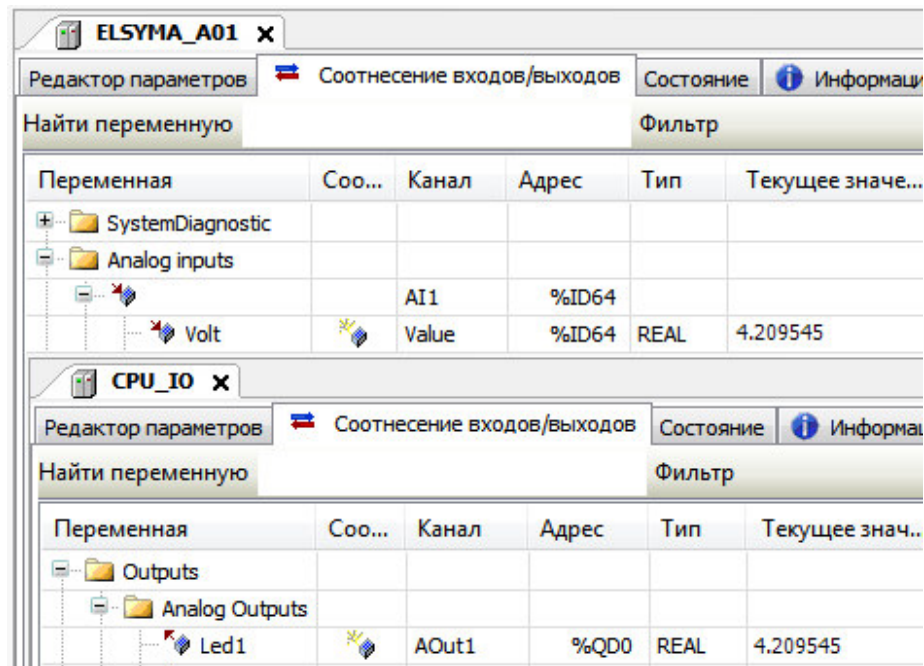 ELSYMA_A01 x
Редактор параметров Соотнесение входов/выходов Состояние Информаци
Найти переменную Фильтр
Переменная Соо... Канал Адрес Тип Текущее значе...
SystemDiagnostic
Analog inputs
AI1 %ID64
Volt Value %ID64 REAL 4.209545
CPU_IO x
Редактор параметров Соотнесение входов/выходов Состояние Информац
Найти переменную Фильтр
Переменная Соо... Канал Адрес Тип Текущее знач...
Outputs
Analog Outputs
Led1 AOut1 %QD0 REAL 4.209545